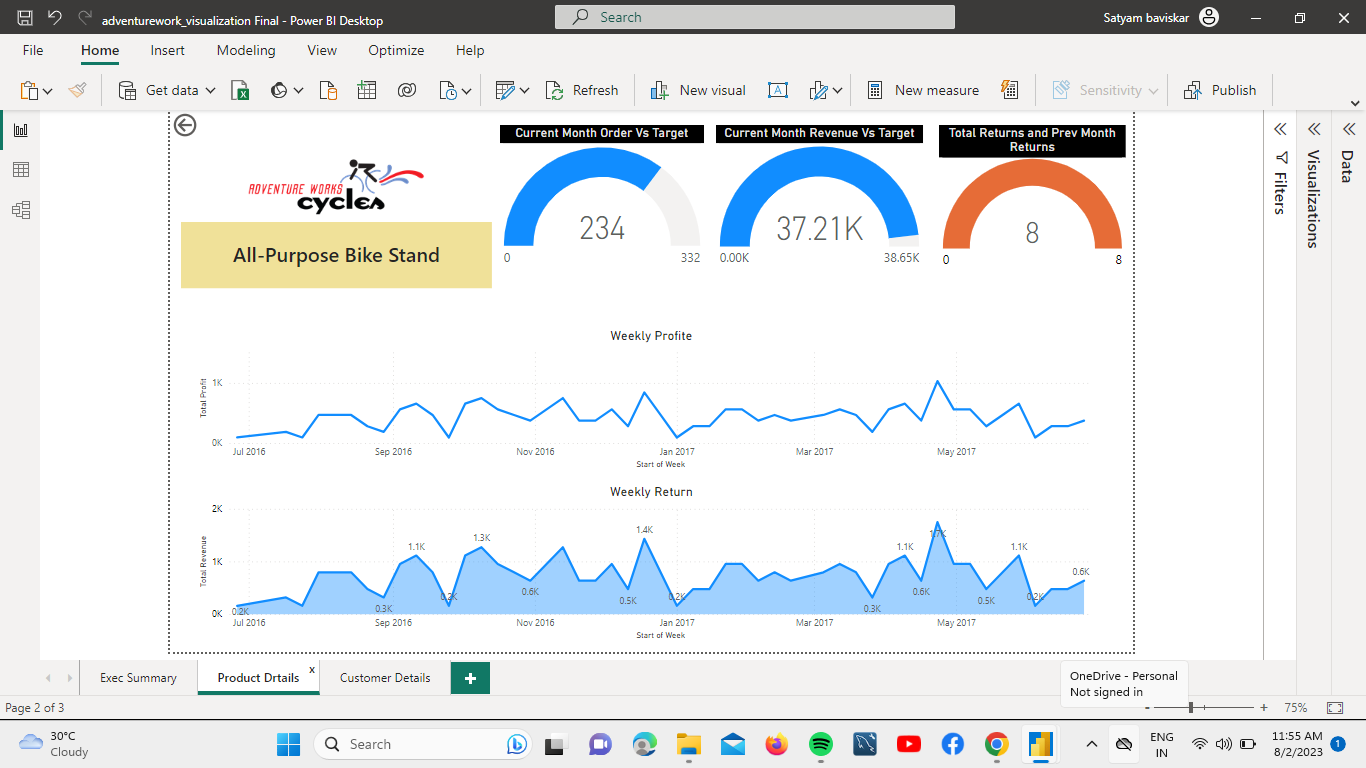 adventurework_visualization Final - Power BI Desktop
Search
Satyam baviskar
File Home Insert Modeling View Optimize Help
Get data
Refresh
New visual
New measure
Sensitivity
Publish
ADVENTURE WORKS
cycles
All-Purpose Bike Stand
Current Month Order Vs Target
234
0 332
Current Month Revenue Vs Target
37.21K
0.00K 38.65K
Total Returns and Prev Month
Returns
8
0 8
Filters
Visualizations
Data
Weekly Profite
Total Profit
1K
0K
Jul 2016 Sep 2016 Nov 2016 Jan 2017 Mar 2017 May 2017
Start of Week
Weekly Return
Total Revenue
2K
1K
0K
0.2K 0.3K 1.1K 0.2K 1.3K 0.6K 0.5K 1.4K 0.2K 0.3K 1.1K 0.6K 1.7K 0.5K 1.1K 0.2K 0.6K
Jul 2016 Sep 2016 Nov 2016 Jan 2017 Mar 2017 May 2017
Start of Week
Exec Summary
Product Drtails x
Customer Details
+
OneDrive - Personal
Not signed in
Page 2 of 3
- + 75%
30°C
Cloudy
Search
ENG
IN
11:55 AM
8/2/2023
1